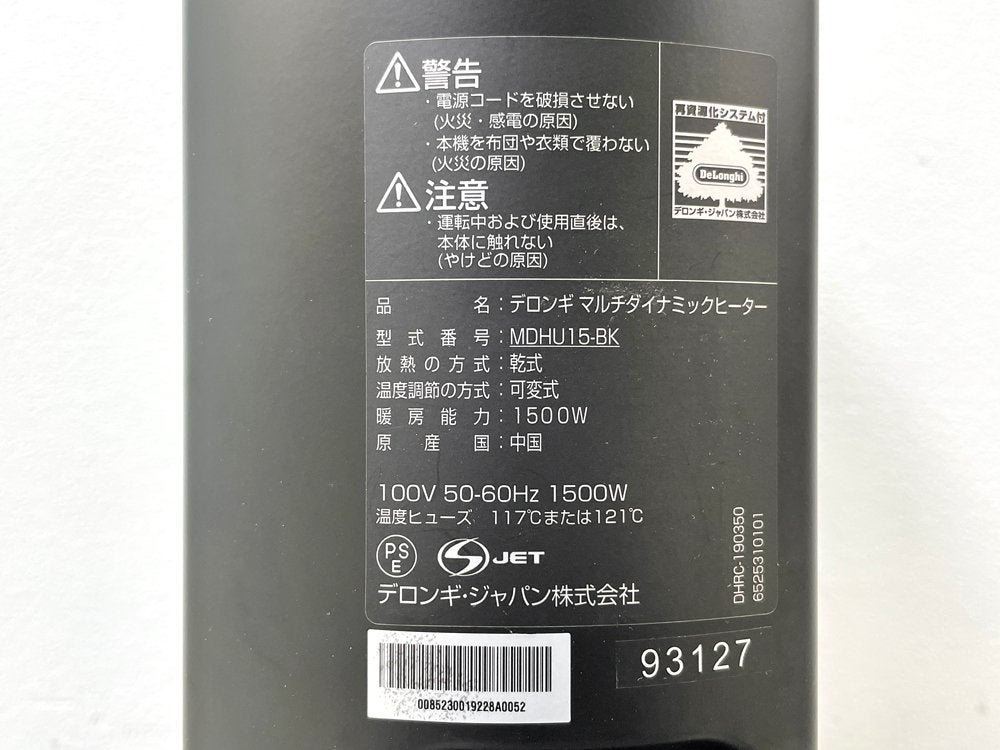 警告
・電源コードを破損させない
(火災・感電の原因)
・本機を布団や衣類で覆わない
(火災の原因)
注意
・運転中および使用直後は、
本体に触れない
(やけどの原因)
再資源化システム付
DeLonghi
デロンギ・ジャパン株式会社
品 名：デロンギ マルチダイナミックヒーター
型式番号：MDHU15-BK
放熱の方式：乾式
温度調節の方式：可変式
暖房能力：1500W
原産国：中国
100V 50-60Hz 1500W
温度ヒューズ 117℃または121℃
PSE
S JET
デロンギ・ジャパン株式会社
DHRC-190350
6525310101
0085230019228A0052
93127